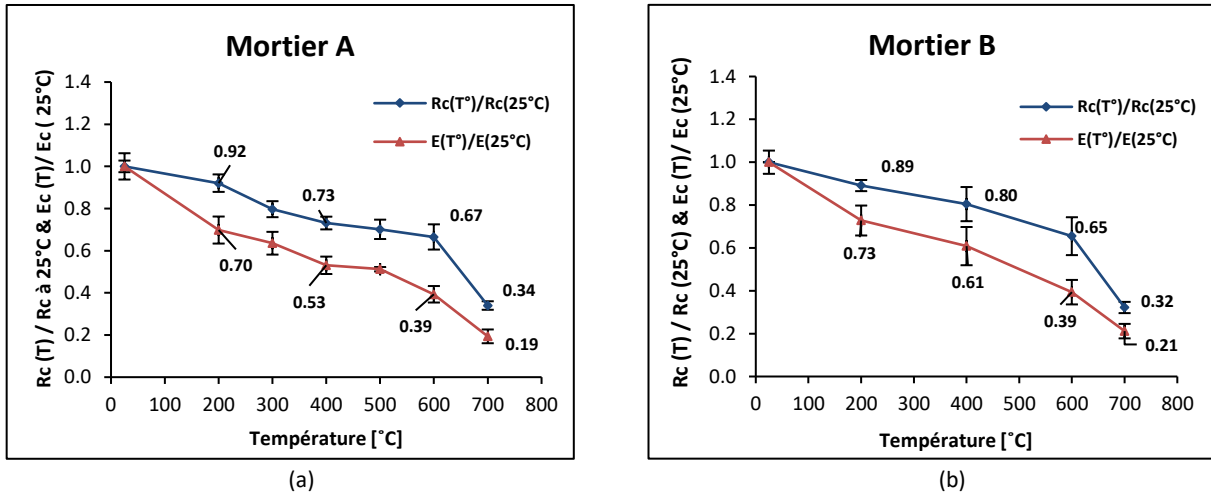 Mortier A
Rc (T) / Rc à 25°C & Ec (T)/ Ec ( 25°C)
1.4
1.2
1.0
0.8
0.6
0.4
0.2
0.0
Rc(T°)/Rc(25°C)
E(T°)/E(25°C)
0.92
0.73
0.67
0.34
0.70
0.53
0.39
0.19
0 100 200 300 400 500 600 700 800
Température [°C]
(a)
Mortier B
Rc (T) / Rc (25°C) & Ec (T)/ Ec (25°C)
1.4
1.2
1.0
0.8
0.6
0.4
0.2
0.0
Rc(T°)/Rc(25°C)
E(T°)/E(25°C)
0.89
0.80
0.65
0.32
0.73
0.61
0.39
0.21
0 100 200 300 400 500 600 700 800
Température [°C]
(b)